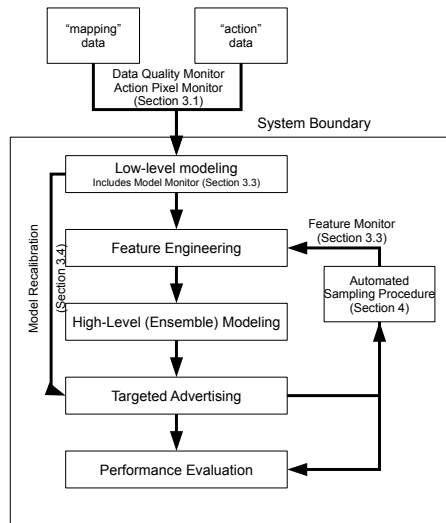 “mapping”
data
“action”
data
Data Quality Monitor
Action Pixel Monitor
(Section 3.1)
System Boundary
Low-level modeling
Includes Model Monitor (Section 3.3)
Model Recalibration
(Section 3.4)
Feature Monitor
(Section 3.3)
Feature Engineering
Automated
Sampling Procedure
(Section 4)
High-Level (Ensemble) Modeling
Targeted Advertising
Performance Evaluation